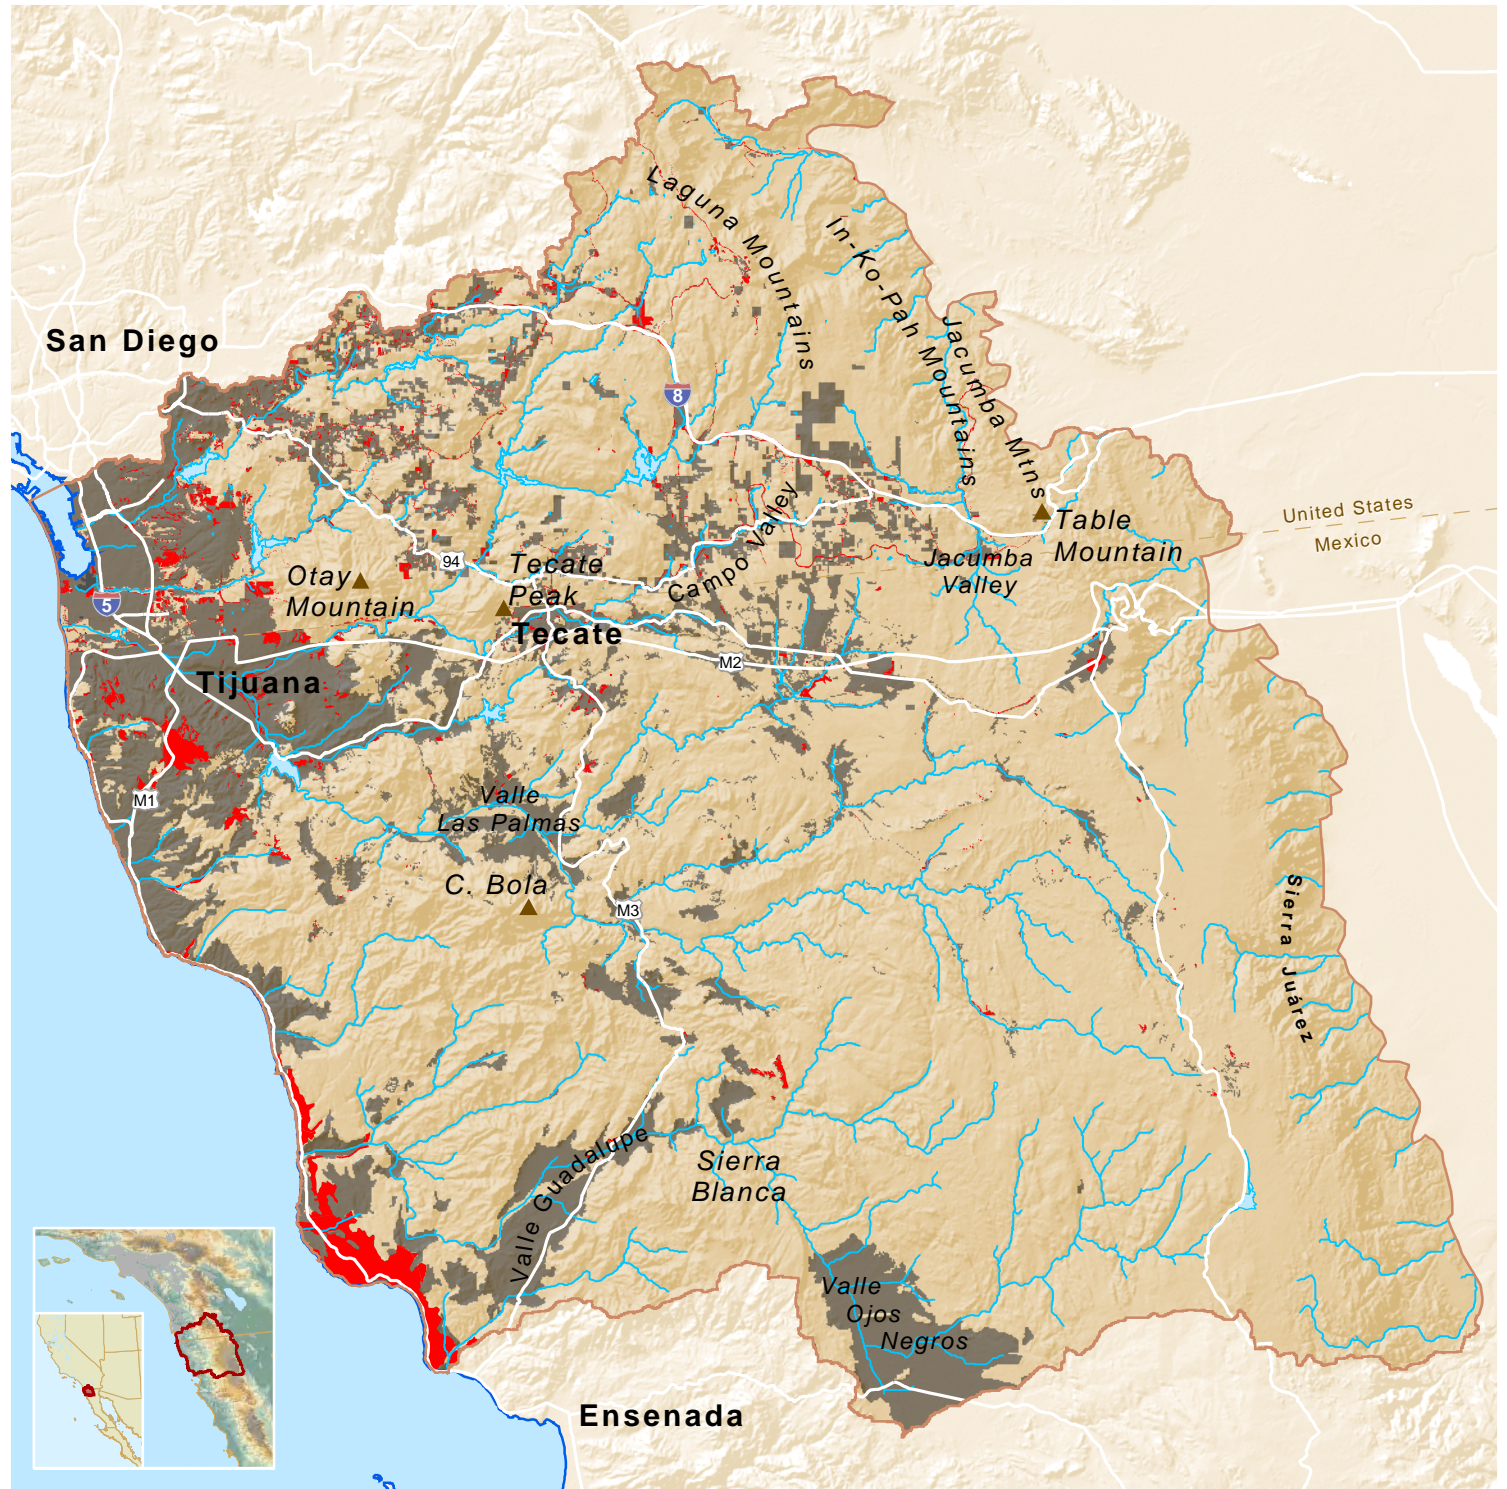 Laguna Mountains
In-Ko-Pah Mountains
Jacumba Mtns
San Diego
8
Table
Mountain
United States
Mexico
Campo Valley
Jacumba
Valley
94
Tecate
Peak
Otay
Mountain
5
Tecate
M2
Tijuana
M1
Valle
Las Palmas
C. Bola
M3
Sierra Juárez
Valle Guadalupe
Sierra
Blanca
Valle
Ojos
Negros
Ensenada